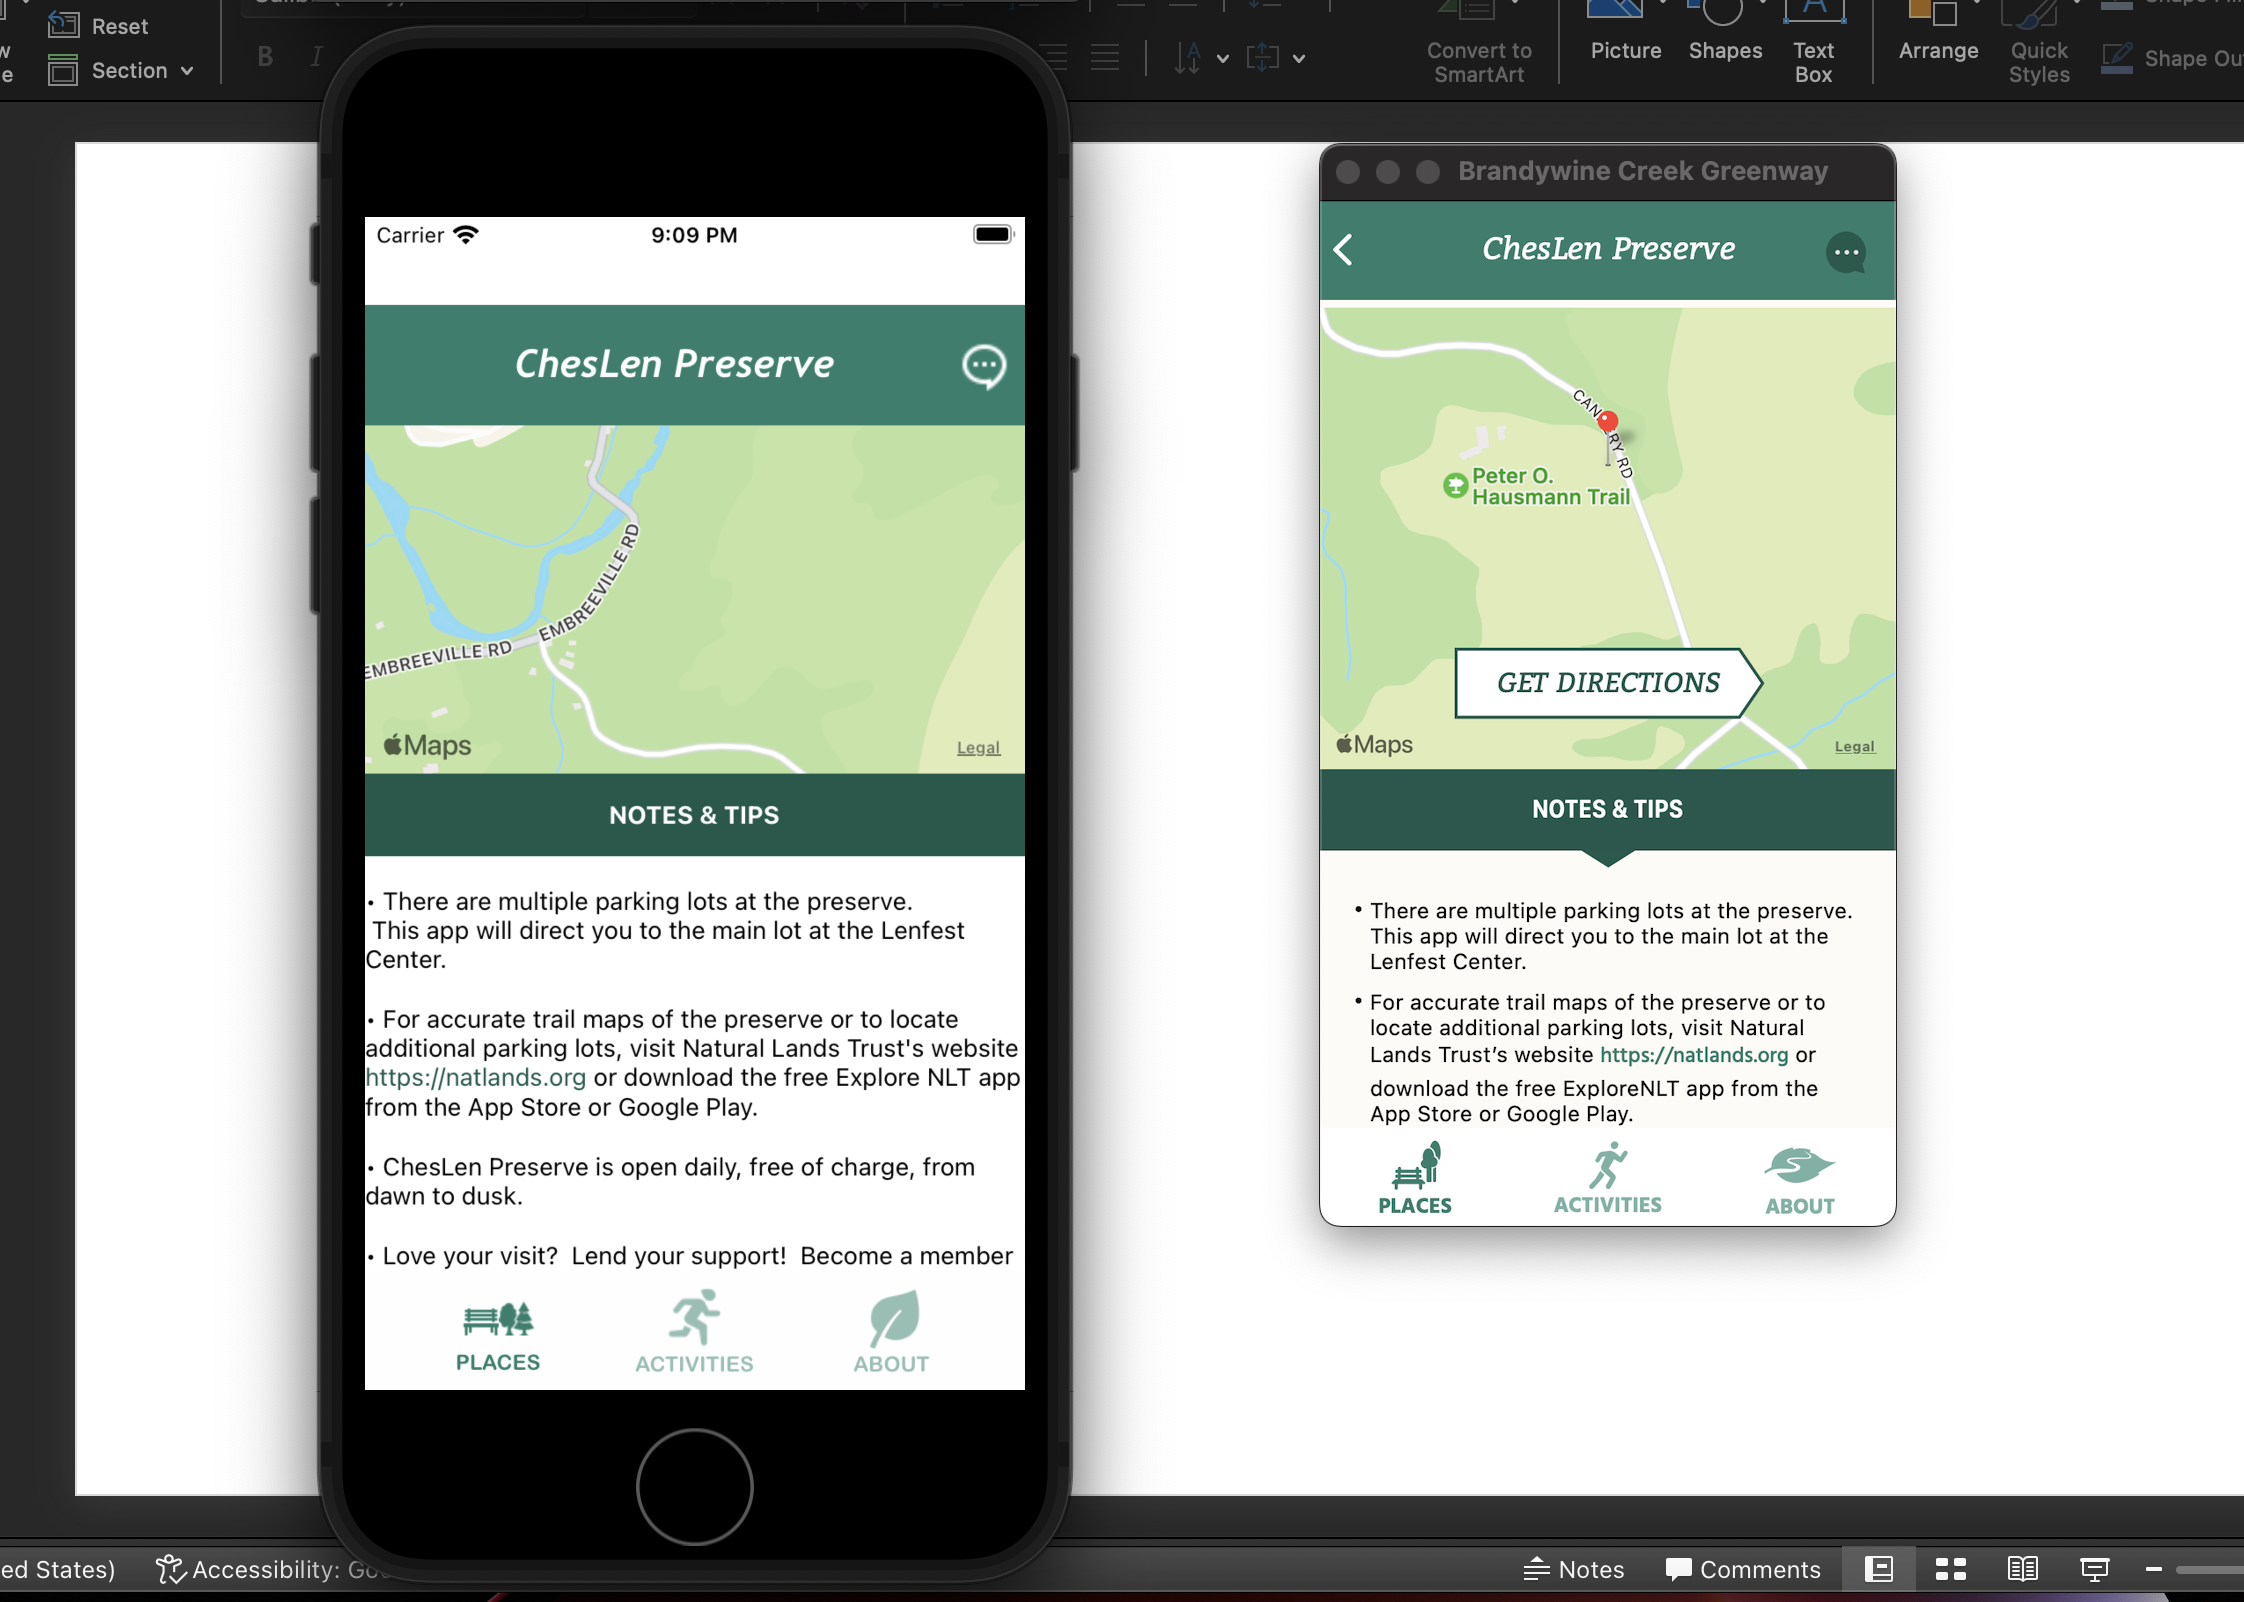 Reset
Section
B I
Convert to
SmartArt
Picture
Shapes
Text
Box
Arrange
Quick
Styles
Carrier
9:09 PM
ChesLen Preserve
EMBREEVILLE RD
EMBREEVILLE RD
Maps
Legal
NOTES & TIPS
• There are multiple parking lots at the preserve.
This app will direct you to the main lot at the Lenfest
Center.
• For accurate trail maps of the preserve or to locate
additional parking lots, visit Natural Lands Trust's website
https://natlands.org or download the free Explore NLT app
from the App Store or Google Play.
• ChesLen Preserve is open daily, free of charge, from
dawn to dusk.
• Love your visit?  Lend your support!  Become a member
PLACES
ACTIVITIES
ABOUT
Brandywine Creek Greenway
ChesLen Preserve
Peter O.
Hausmann Trail
GET DIRECTIONS
Maps
Legal
NOTES & TIPS
• There are multiple parking lots at the preserve.
This app will direct you to the main lot at the
Lenfest Center.
• For accurate trail maps of the preserve or to
locate additional parking lots, visit Natural
Lands Trust’s website https://natlands.org or
download the free ExploreNLT app from the
App Store or Google Play.
PLACES
ACTIVITIES
ABOUT
ed States)
Accessibility:
Notes
Comments